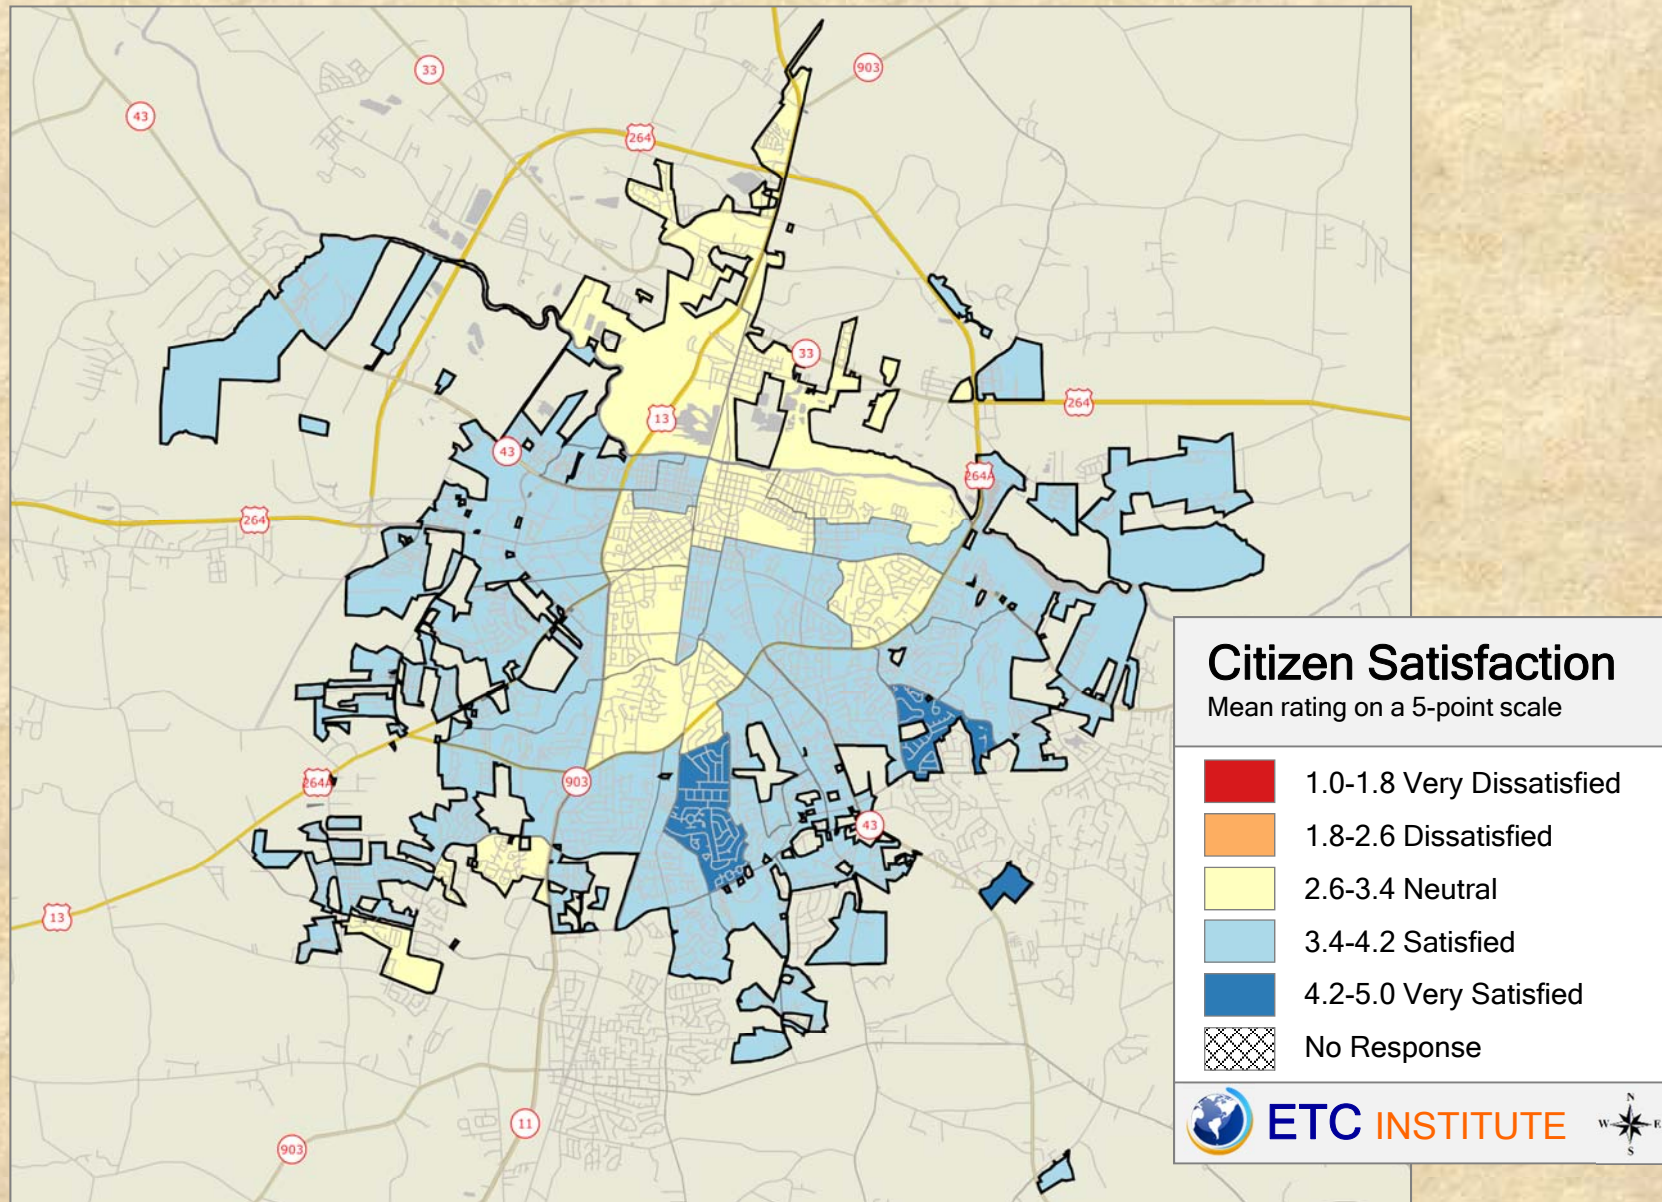 33
903
43
264
33
264
13
43
264A
264
264A
903
43
13
11
903
Citizen Satisfaction
Mean rating on a 5-point scale
1.0-1.8 Very Dissatisfied
1.8-2.6 Dissatisfied
2.6-3.4 Neutral
3.4-4.2 Satisfied
4.2-5.0 Very Satisfied
No Response
ETC INSTITUTE
N
W E
S